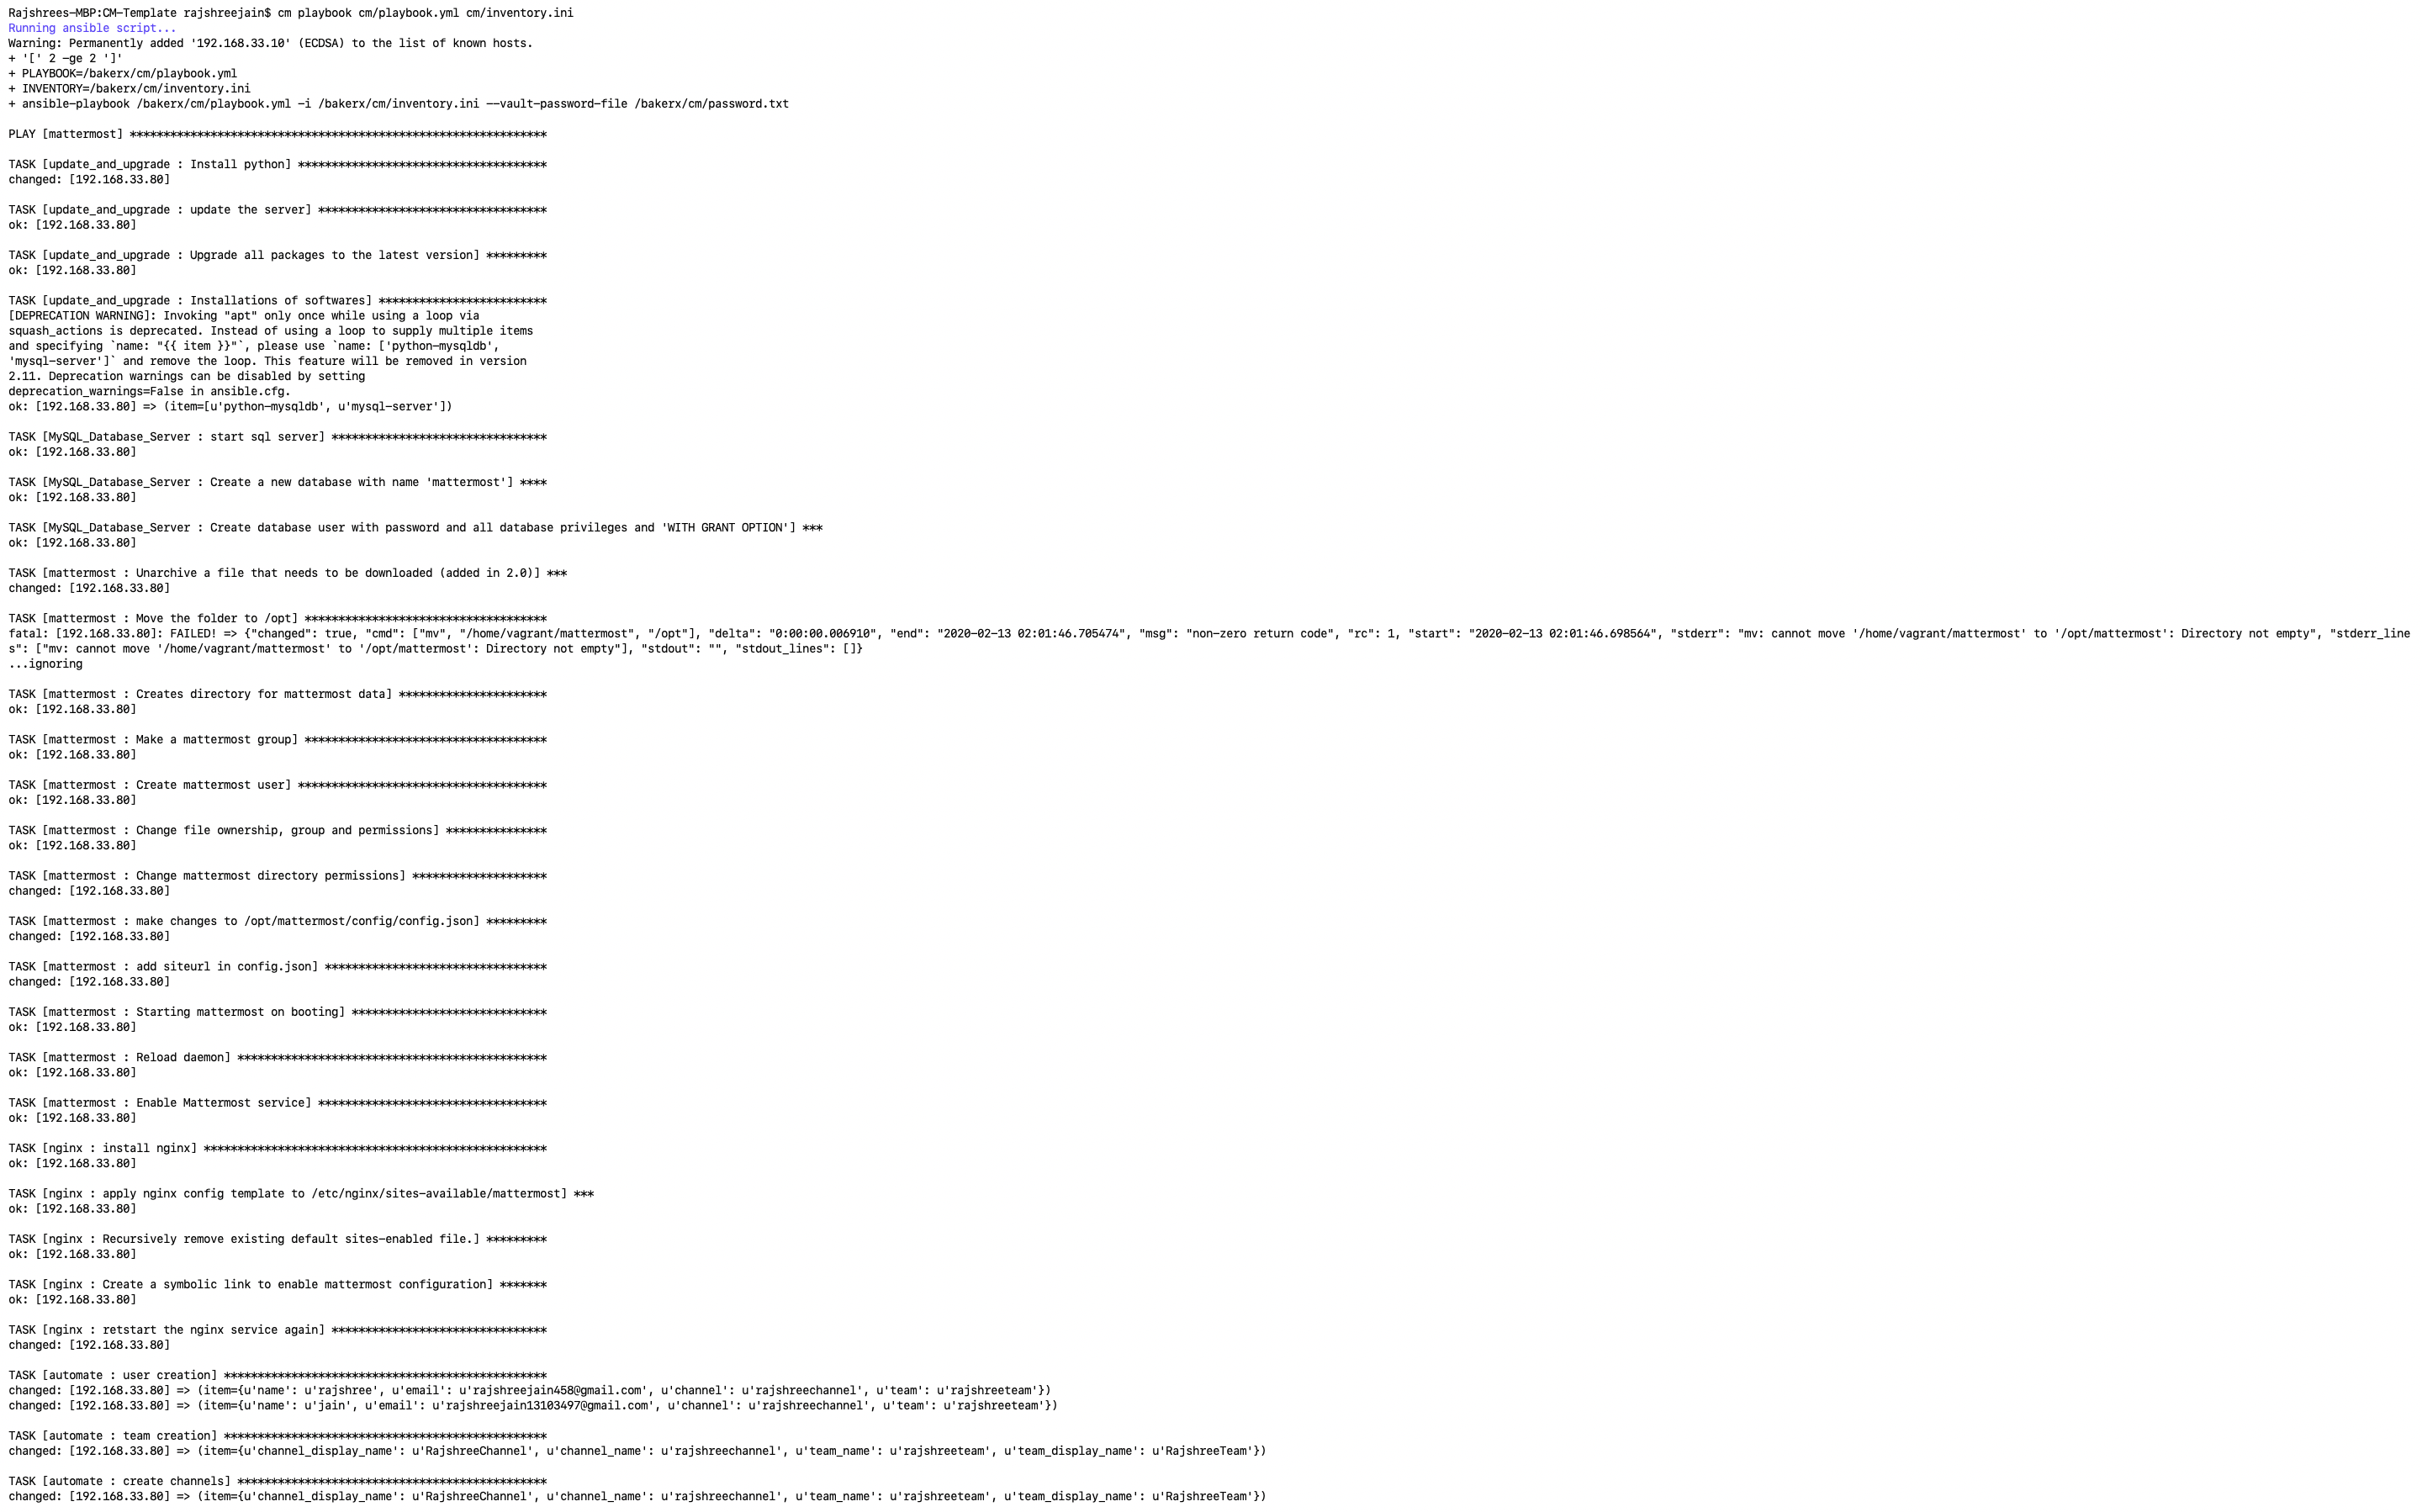 Rajshrees-MBP:CM-Template rajshreejain$ cm playbook cm/playbook.yml cm/inventory.ini
Running ansible script...
Warning: Permanently added '192.168.33.10' (ECDSA) to the list of known hosts.
+ '[' 2 -ge 2 ']'
+ PLAYBOOK=/bakerx/cm/playbook.yml
+ INVENTORY=/bakerx/cm/inventory.ini
+ ansible-playbook /bakerx/cm/playbook.yml -i /bakerx/cm/inventory.ini --vault-password-file /bakerx/cm/password.txt
PLAY [mattermost] **************************************************************
TASK [update_and_upgrade : Install python] *************************************
changed: [192.168.33.80]
TASK [update_and_upgrade : update the server] **********************************
ok: [192.168.33.80]
TASK [update_and_upgrade : Upgrade all packages to the latest version] *********
ok: [192.168.33.80]
TASK [update_and_upgrade : Installations of softwares] *************************
[DEPRECATION WARNING]: Invoking "apt" only once while using a loop via
squash_actions is deprecated. Instead of using a loop to supply multiple items
and specifying `name: "{{ item }}"`, please use `name: ['python-mysqldb',
'mysql-server']` and remove the loop. This feature will be removed in version
2.11. Deprecation warnings can be disabled by setting
deprecation_warnings=False in ansible.cfg.
ok: [192.168.33.80] => (item=[u'python-mysqldb', u'mysql-server'])
TASK [MySQL_Database_Server : start sql server] ********************************
ok: [192.168.33.80]
TASK [MySQL_Database_Server : Create a new database with name 'mattermost'] ****
ok: [192.168.33.80]
TASK [MySQL_Database_Server : Create database user with password and all database privileges and 'WITH GRANT OPTION'] ***
ok: [192.168.33.80]
TASK [mattermost : Unarchive a file that needs to be downloaded (added in 2.0)] ***
changed: [192.168.33.80]
TASK [mattermost : Move the folder to /opt] ************************************
fatal: [192.168.33.80]: FAILED! => {"changed": true, "cmd": ["mv", "/home/vagrant/mattermost", "/opt"], "delta": "0:00:00.006910", "end": "2020-02-13 02:01:46.705474", "msg": "non-zero return code", "rc": 1, "start": "2020-02-13 02:01:46.698564", "stderr": "mv: cannot move '/home/vagrant/mattermost' to '/opt/mattermost': Directory not empty", "stderr_line
s": ["mv: cannot move '/home/vagrant/mattermost' to '/opt/mattermost': Directory not empty"], "stdout": "", "stdout_lines": []}
...ignoring
TASK [mattermost : Creates directory for mattermost data] **********************
ok: [192.168.33.80]
TASK [mattermost : Make a mattermost group] ************************************
ok: [192.168.33.80]
TASK [mattermost : Create mattermost user] *************************************
ok: [192.168.33.80]
TASK [mattermost : Change file ownership, group and permissions] ***************
ok: [192.168.33.80]
TASK [mattermost : Change mattermost directory permissions] ********************
changed: [192.168.33.80]
TASK [mattermost : make changes to /opt/mattermost/config/config.json] *********
changed: [192.168.33.80]
TASK [mattermost : add siteurl in config.json] *********************************
changed: [192.168.33.80]
TASK [mattermost : Starting mattermost on booting] *****************************
ok: [192.168.33.80]
TASK [mattermost : Reload daemon] **********************************************
ok: [192.168.33.80]
TASK [mattermost : Enable Mattermost service] **********************************
ok: [192.168.33.80]
TASK [nginx : install nginx] ***************************************************
ok: [192.168.33.80]
TASK [nginx : apply nginx config template to /etc/nginx/sites-available/mattermost] ***
ok: [192.168.33.80]
TASK [nginx : Recursively remove existing default sites-enabled file.] *********
ok: [192.168.33.80]
TASK [nginx : Create a symbolic link to enable mattermost configuration] *******
ok: [192.168.33.80]
TASK [nginx : retstart the nginx service again] ********************************
changed: [192.168.33.80]
TASK [automate : user creation] ************************************************
changed: [192.168.33.80] => (item={u'name': u'rajshree', u'email': u'rajshreejain458@gmail.com', u'channel': u'rajshreechannel', u'team': u'rajshreeteam'})
changed: [192.168.33.80] => (item={u'name': u'jain', u'email': u'rajshreejain13103497@gmail.com', u'channel': u'rajshreechannel', u'team': u'rajshreeteam'})
TASK [automate : team creation] ************************************************
changed: [192.168.33.80] => (item={u'channel_display_name': u'RajshreeChannel', u'channel_name': u'rajshreechannel', u'team_name': u'rajshreeteam', u'team_display_name': u'RajshreeTeam'})
TASK [automate : create channels] **********************************************
changed: [192.168.33.80] => (item={u'channel_display_name': u'RajshreeChannel', u'channel_name': u'rajshreechannel', u'team_name': u'rajshreeteam', u'team_display_name': u'RajshreeTeam'})